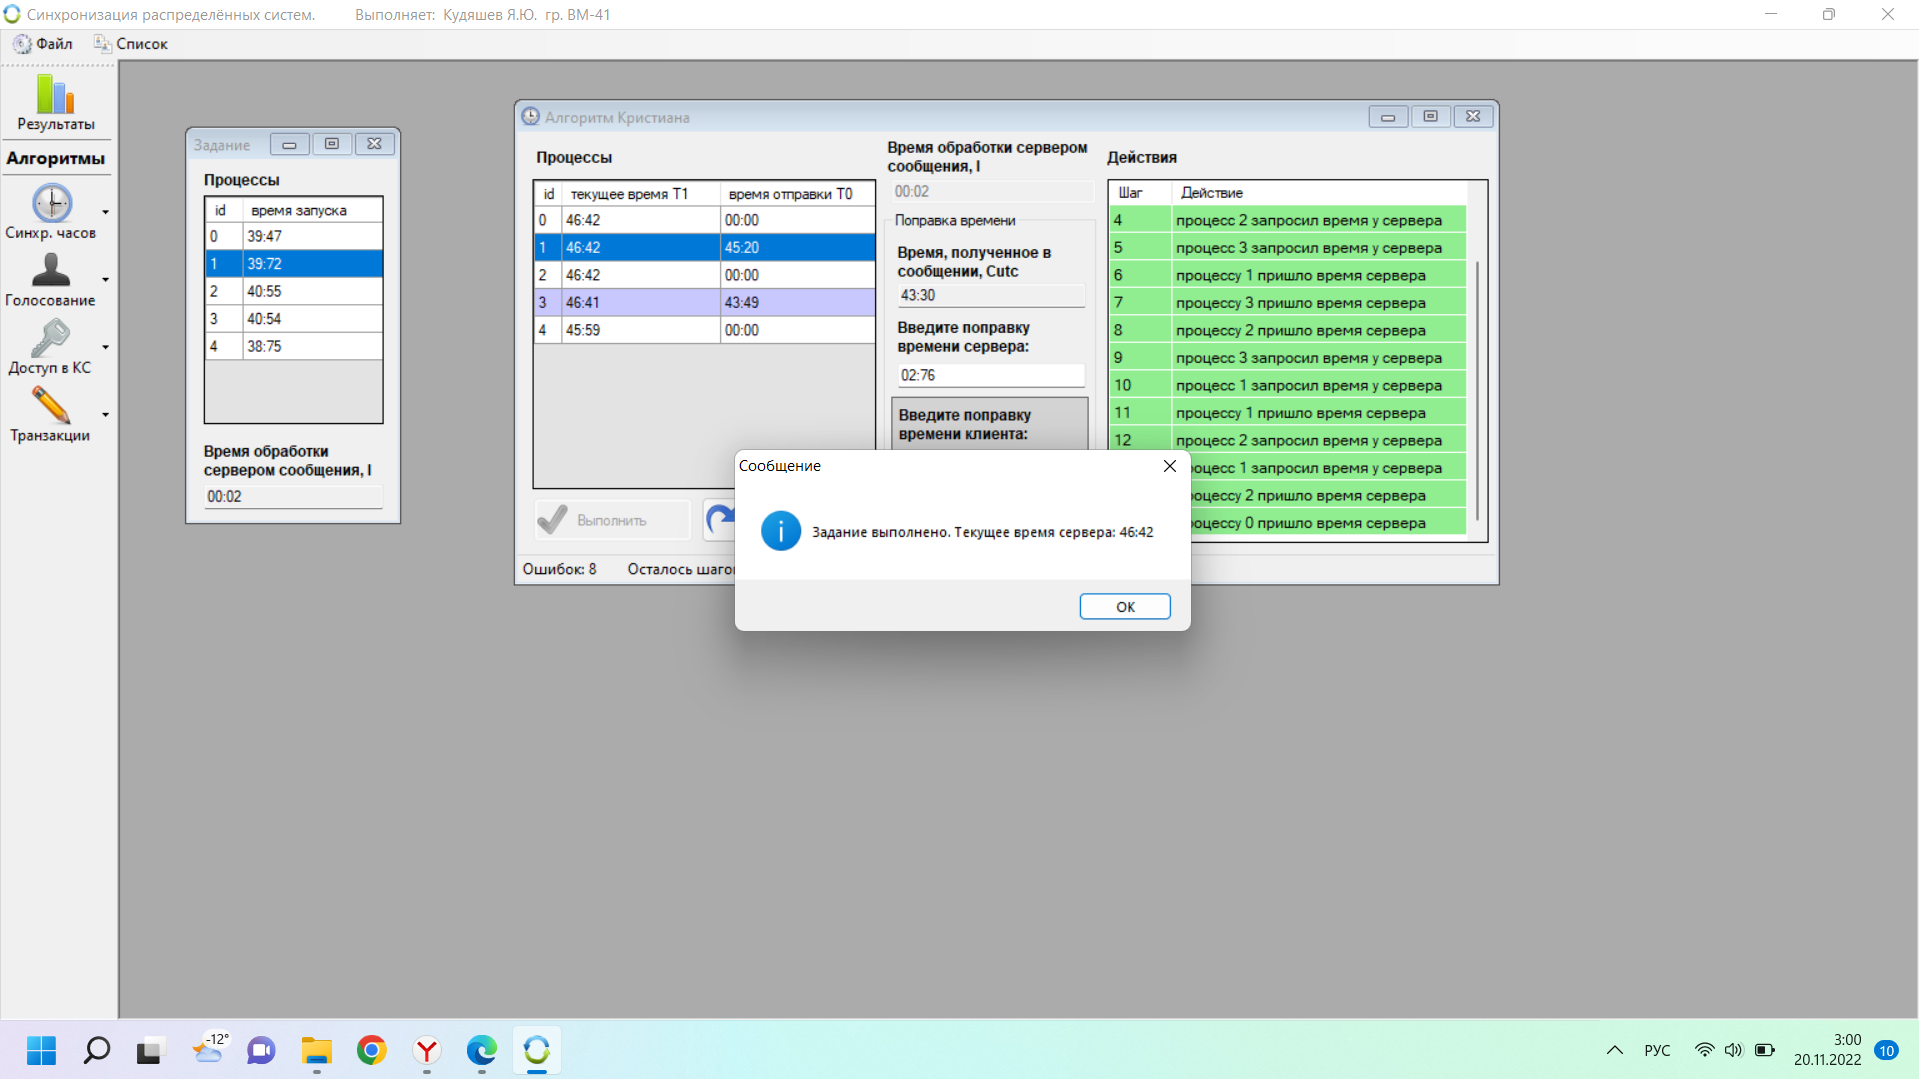 Синхронизация распределённых систем. Выполняет: Кудяшев Я.Ю. гр. ВМ-41
Файл Список
Результаты
Алгоритмы
Синхр. часов
Голосование
Доступ в КС
Транзакции
Задание
Процессы
id время запуска
0 39:47
1 39:72
2 40:55
3 40:54
4 38:75
Время обработки
сервером сообщения, I
00:02
Алгоритм Кристиана
Процессы
id текущее время T1 время отправки T0
0 46:42 00:00
1 46:42 45:20
2 46:42 00:00
3 46:41 43:49
4 45:59 00:00
Выполнить
Ошибок: 8 Осталось
Время обработки сервером
сообщения, I
00:02
Поправка времени
Время, полученное в
сообщении, Cutc
43:30
Введите поправку
времени сервера:
02:76
Введите поправку
времени клиента:
Действия
Шаг Действие
4 процесс 2 запросил время у сервера
5 процесс 3 запросил время у сервера
6 процессу 1 пришло время сервера
7 процессу 3 пришло время сервера
8 процессу 2 пришло время сервера
9 процесс 3 запросил время у сервера
10 процесс 1 запросил время у сервера
11 процессу 1 пришло время сервера
12 процесс 2 запросил время у сервера
роцесс 1 запросил время у сервера
роцессу 2 пришло время сервера
роцессу 0 пришло время сервера
Сообщение
Задание выполнено. Текущее время сервера: 46:42
OK
-12°
РУС
3:00
20.11.2022
10